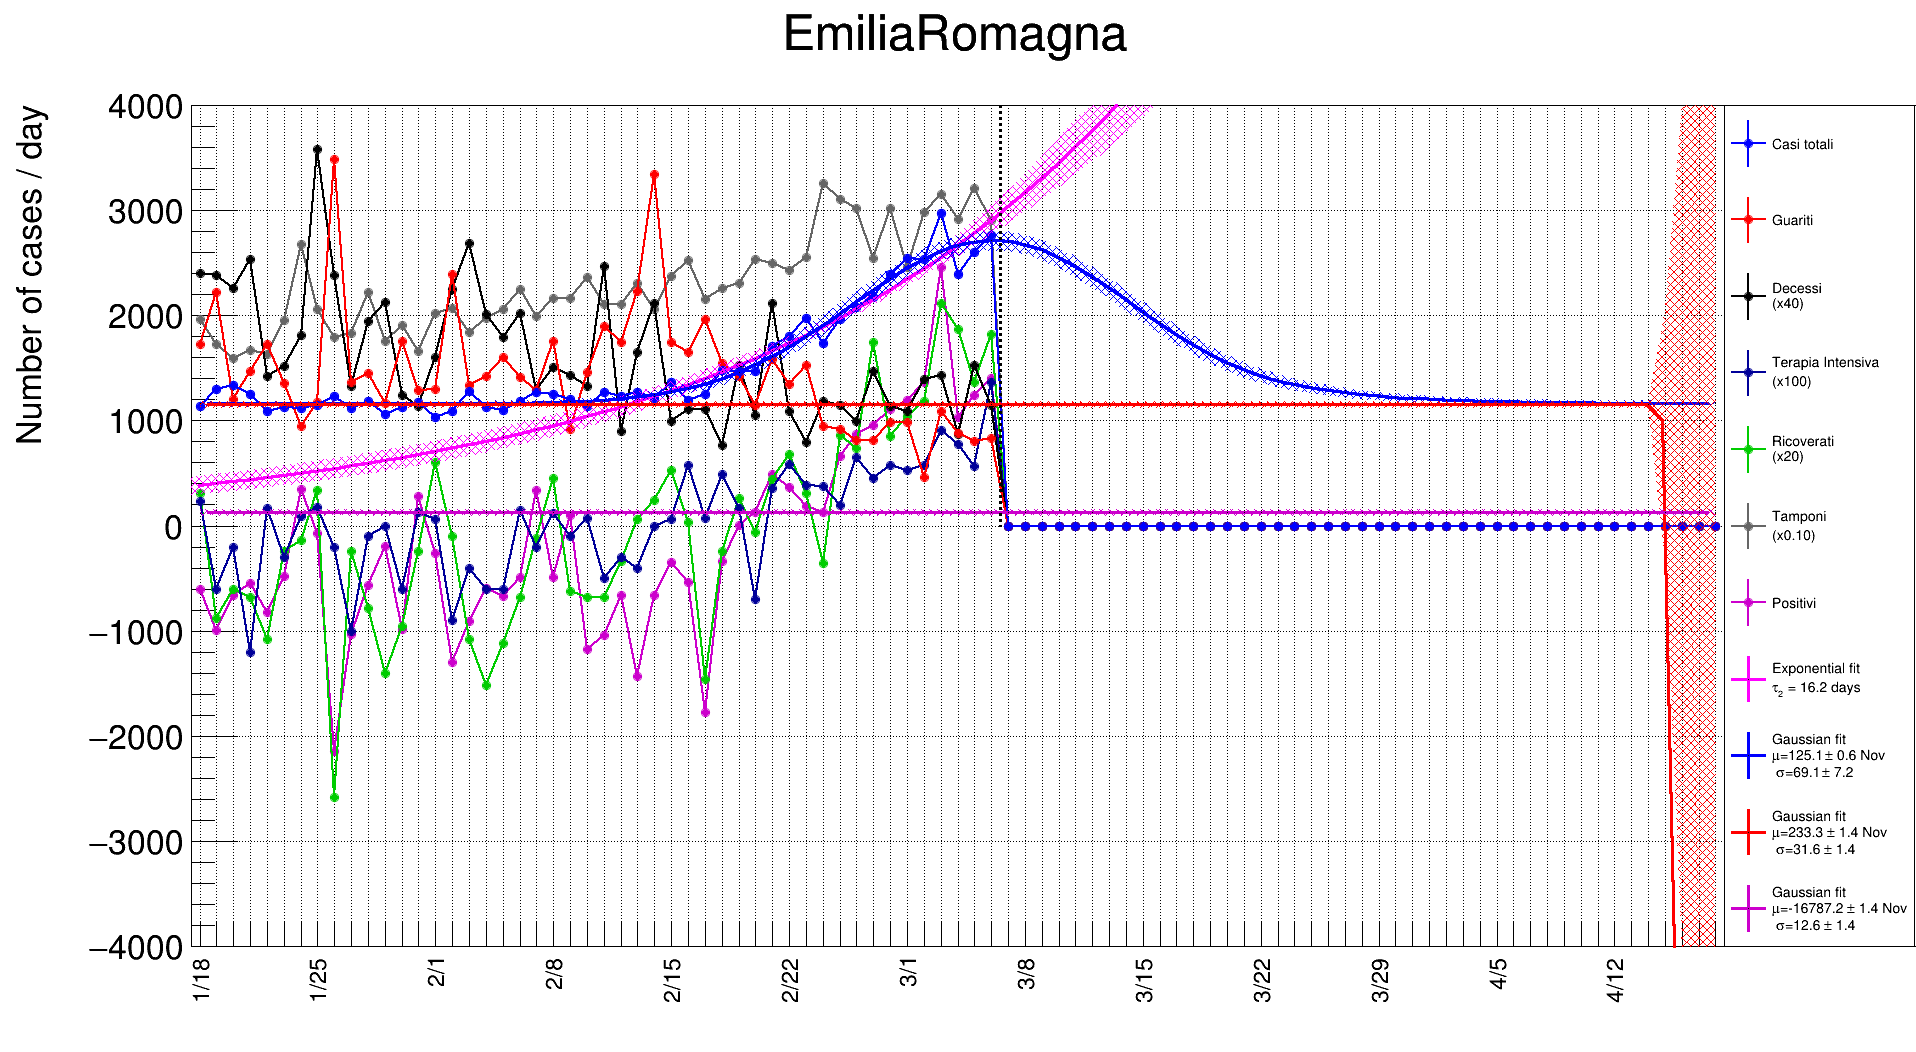 EmiliaRomagna
Number of cases / day
4000
3000
2000
1000
0
−1000
−2000
−3000
−4000
1/18
1/25
2/1
2/8
2/15
2/22
3/1
3/8
3/15
3/22
3/29
4/5
4/12
Casi totali
Guariti
Decessi
(x40)
Terapia Intensiva
(x100)
Ricoverati
(x20)
Tamponi
(x0.10)
Positivi
Exponential fit
τ2 = 16.2 days
Gaussian fit
μ=125.1 ± 0.6 Nov
σ=69.1 ± 7.2
Gaussian fit
μ=233.3 ± 1.4 Nov
σ=31.6 ± 1.4
Gaussian fit
μ=-16787.2 ± 1.4 Nov
σ=12.6 ± 1.4